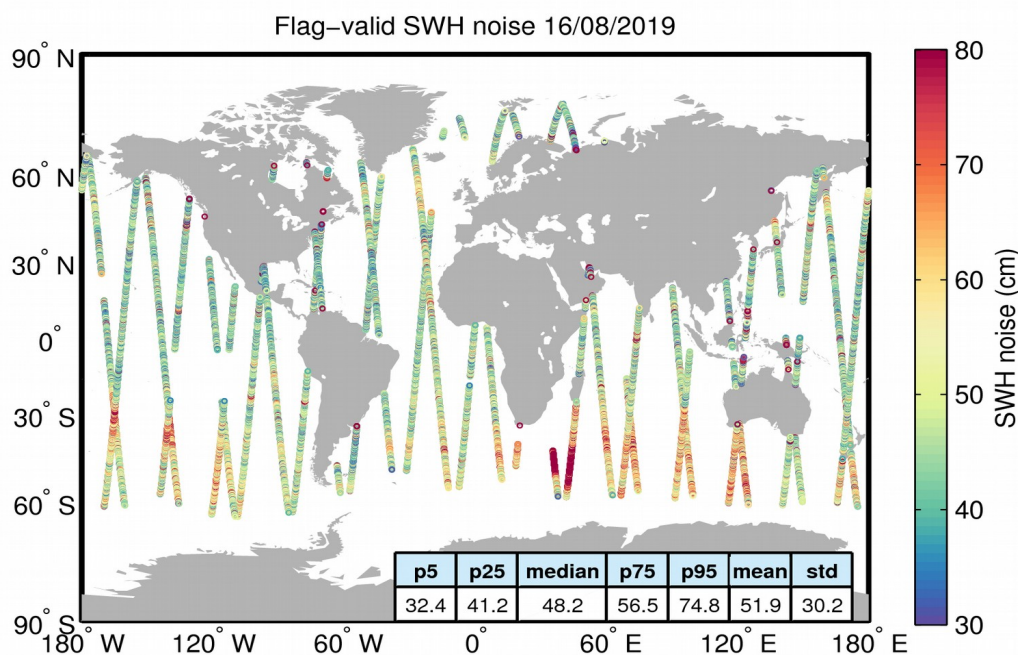 Flag−valid SWH noise 16/08/2019
90° N
60° N
30° N
0°
30° S
60° S
90° S
180° W
120° W
60° W
0°
60° E
120° E
180° E
p5 p25 median p75 p95 mean std
32.4 41.2 48.2 56.5 74.8 51.9 30.2
80
70
60
50
40
30
SWH noise (cm)